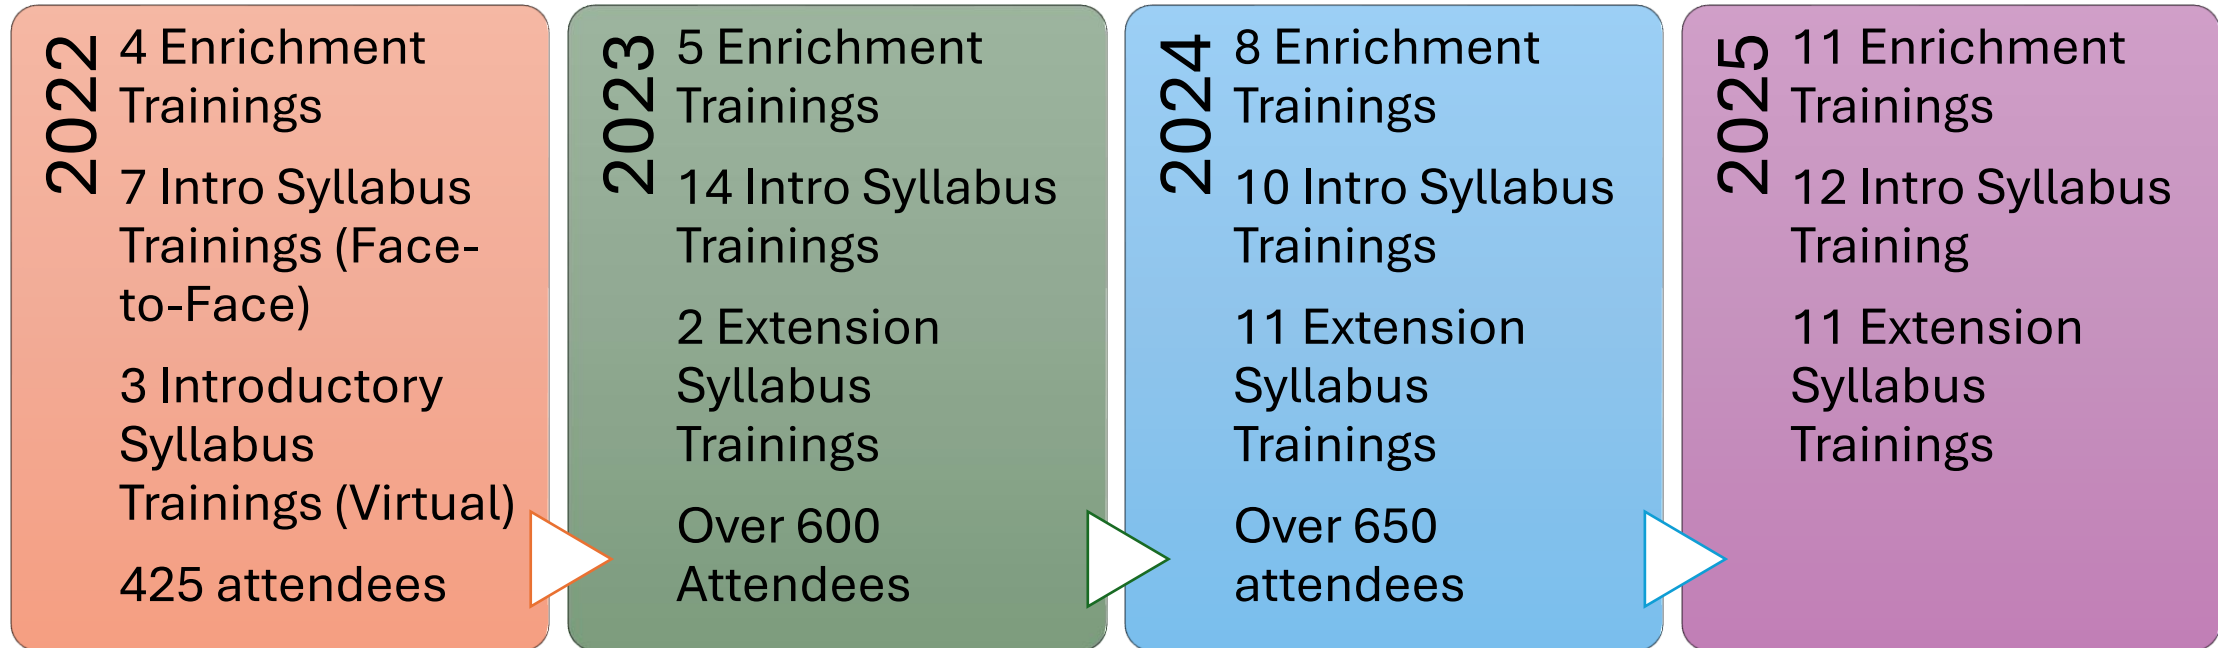 2022
4 Enrichment
Trainings
7 Intro Syllabus
Trainings (Face-
to-Face)
3 Introductory
Syllabus
Trainings (Virtual)
425 attendees
2023
5 Enrichment
Trainings
14 Intro Syllabus
Trainings
2 Extension
Syllabus
Trainings
Over 600
Attendees
2024
8 Enrichment
Trainings
10 Intro Syllabus
Trainings
11 Extension
Syllabus
Trainings
Over 650
attendees
2025
11 Enrichment
Trainings
12 Intro Syllabus
Training
11 Extension
Syllabus
Trainings